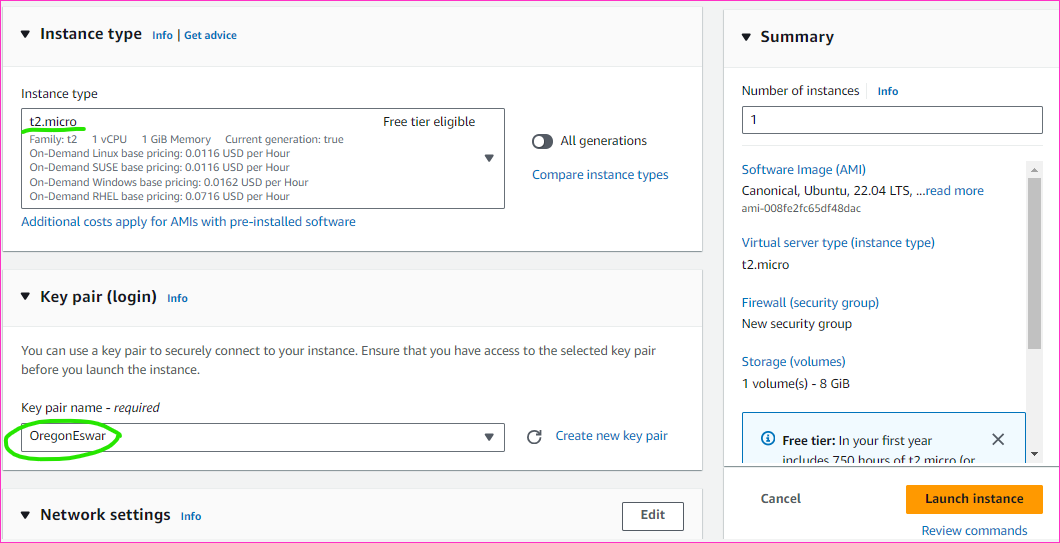 Instance type Info | Get advice
Instance type
t2.micro Free tier eligible
Family: t2 1 vCPU 1 GiB Memory Current generation: true
On-Demand Linux base pricing: 0.0116 USD per Hour
On-Demand SUSE base pricing: 0.0116 USD per Hour
On-Demand Windows base pricing: 0.0162 USD per Hour
On-Demand RHEL base pricing: 0.0716 USD per Hour
All generations
Compare instance types
Additional costs apply for AMIs with pre-installed software
Key pair (login) Info
You can use a key pair to securely connect to your instance. Ensure that you have access to the selected key pair
before you launch the instance.
Key pair name - required
OregonEswar
Create new key pair
Network settings Info
Edit
Summary
Number of instances Info
1
Software Image (AMI)
Canonical, Ubuntu, 22.04 LTS, ...read more
ami-008fe2fc65df48dac
Virtual server type (instance type)
t2.micro
Firewall (security group)
New security group
Storage (volumes)
1 volume(s) - 8 GiB
Free tier: In your first year
includes 750 hours of t2.micro (or
Cancel
Launch instance
Review commands